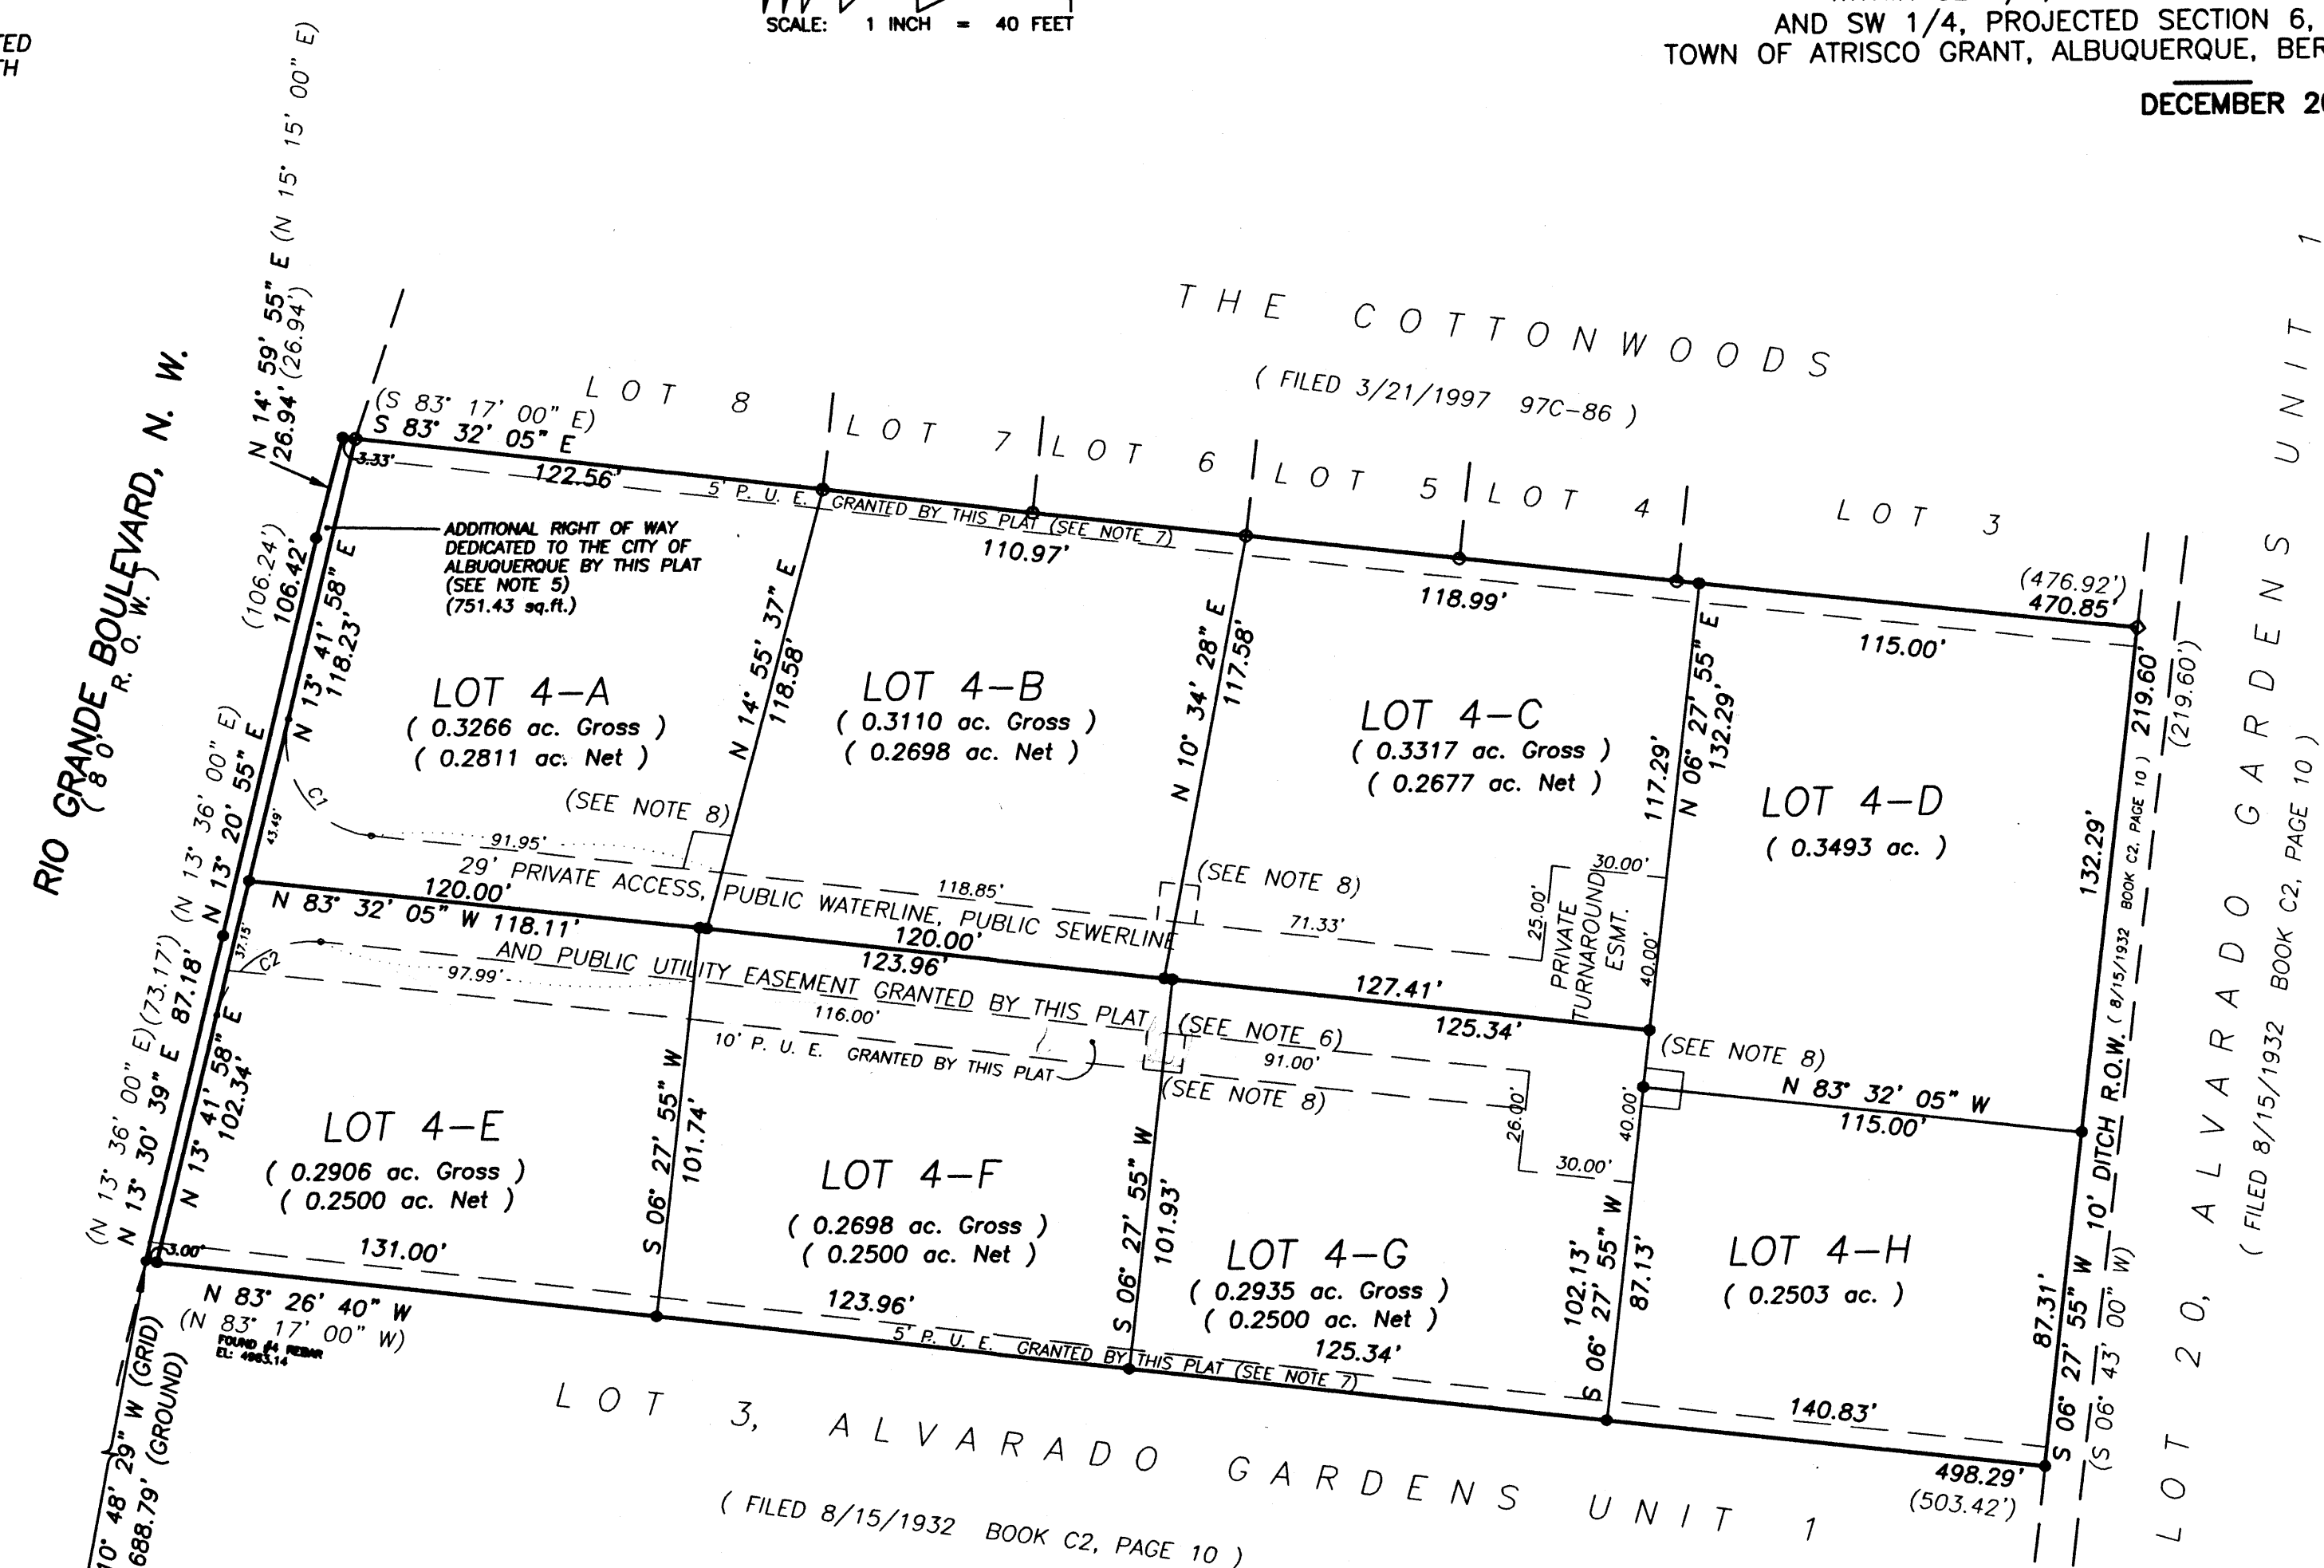 TED
TH
SCALE: 1 INCH = 40 FEET
AND SW 1/4, PROJECTED SECTION 6,
TOWN OF ATRISCO GRANT, ALBUQUERQUE, BER
DECEMBER 20
RIO GRANDE BOULEVARD, N. W.
( 80' R. O. W. )
N 14° 59' 55" E (N 15° 15' 00" E)
26.94' (26.94')
THE COTTONWOODS
( FILED 3/21/1997 97C-86 )
LOT 8
LOT 7
LOT 6
LOT 5
LOT 4
LOT 3
(S 83° 17' 00" E)
S 83° 32' 05" E
3.33'
122.56'
5' P. U. E. GRANTED BY THIS PLAT (SEE NOTE 7)
110.97'
118.99'
115.00'
(476.92')
470.85'
ADDITIONAL RIGHT OF WAY
DEDICATED TO THE CITY OF
ALBUQUERQUE BY THIS PLAT
(SEE NOTE 5)
(751.43 sq.ft.)
(106.24')
106.42'
N 13° 41' 58" E
118.23'
N 14° 55' 37" E
118.58'
N 10° 34' 28" E
117.58'
117.29'
N 06° 27' 55" E
132.29'
LOT 4-A
( 0.3266 ac. Gross )
( 0.2811 ac. Net )
LOT 4-B
( 0.3110 ac. Gross )
( 0.2698 ac. Net )
LOT 4-C
( 0.3317 ac. Gross )
( 0.2677 ac. Net )
LOT 4-D
( 0.3493 ac. )
219.60'
(219.60')
132.29'
10' DITCH R.O.W. ( 8/15/1932 BOOK C2, PAGE 10 )
(N 13° 36' 00" E)
N 13° 20' 55" E
43.49'
C1
(SEE NOTE 8)
91.95'
29' PRIVATE ACCESS, PUBLIC WATERLINE, PUBLIC SEWERLINE
118.85'
(SEE NOTE 8)
71.33'
25.00'
30.00'
PRIVATE
TURNAROUND
ESMT.
40.00'
120.00'
N 83° 32' 05" W 118.11'
120.00'
123.96'
127.41'
125.34'
37.15'
C2
AND PUBLIC UTILITY EASEMENT GRANTED BY THIS PLAT (SEE NOTE 6)
97.99'
116.00'
91.00'
10' P. U. E. GRANTED BY THIS PLAT
(SEE NOTE 8)
26.00'
30.00'
40.00'
(SEE NOTE 8)
N 83° 32' 05" W
115.00'
(N 13° 36' 00" E)(73.17')
N 13° 30' 39" E 87.18'
N 13° 41' 58" E
102.34'
S 06° 27' 55" W
101.74'
S 06° 27' 55" W
101.93'
102.13'
S 06° 27' 55" W
87.13'
LOT 4-E
( 0.2906 ac. Gross )
( 0.2500 ac. Net )
LOT 4-F
( 0.2698 ac. Gross )
( 0.2500 ac. Net )
LOT 4-G
( 0.2935 ac. Gross )
( 0.2500 ac. Net )
LOT 4-H
( 0.2503 ac. )
87.31'
S 06° 27' 55" W
(S 06° 43' 00" W)
3.00'
131.00'
123.96'
125.34'
140.83'
5' P. U. E. GRANTED BY THIS PLAT (SEE NOTE 7)
N 83° 26' 40" W
(N 83° 17' 00" W)
FOUND #4 REBAR
EL: 4963.14
498.29'
(503.42')
10° 48' 29" W (GRID)
688.79' (GROUND)
LOT 3, ALVARADO GARDENS UNIT 1
( FILED 8/15/1932 BOOK C2, PAGE 10 )
LOT 20, ALVARADO GARDENS UNIT 1
( FILED 8/15/1932 BOOK C2, PAGE 10 )